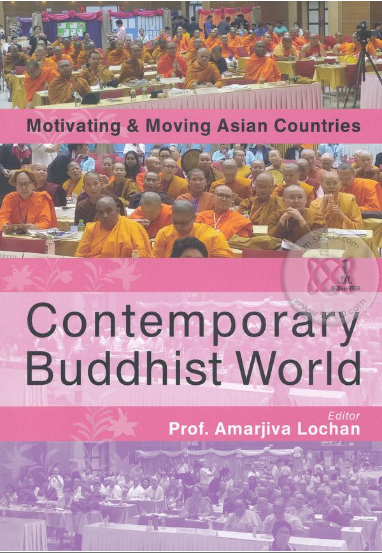 Motivating & Moving Asian Countries
Contemporary
Buddhist World
Editor
Prof. Amarjiva Lochan